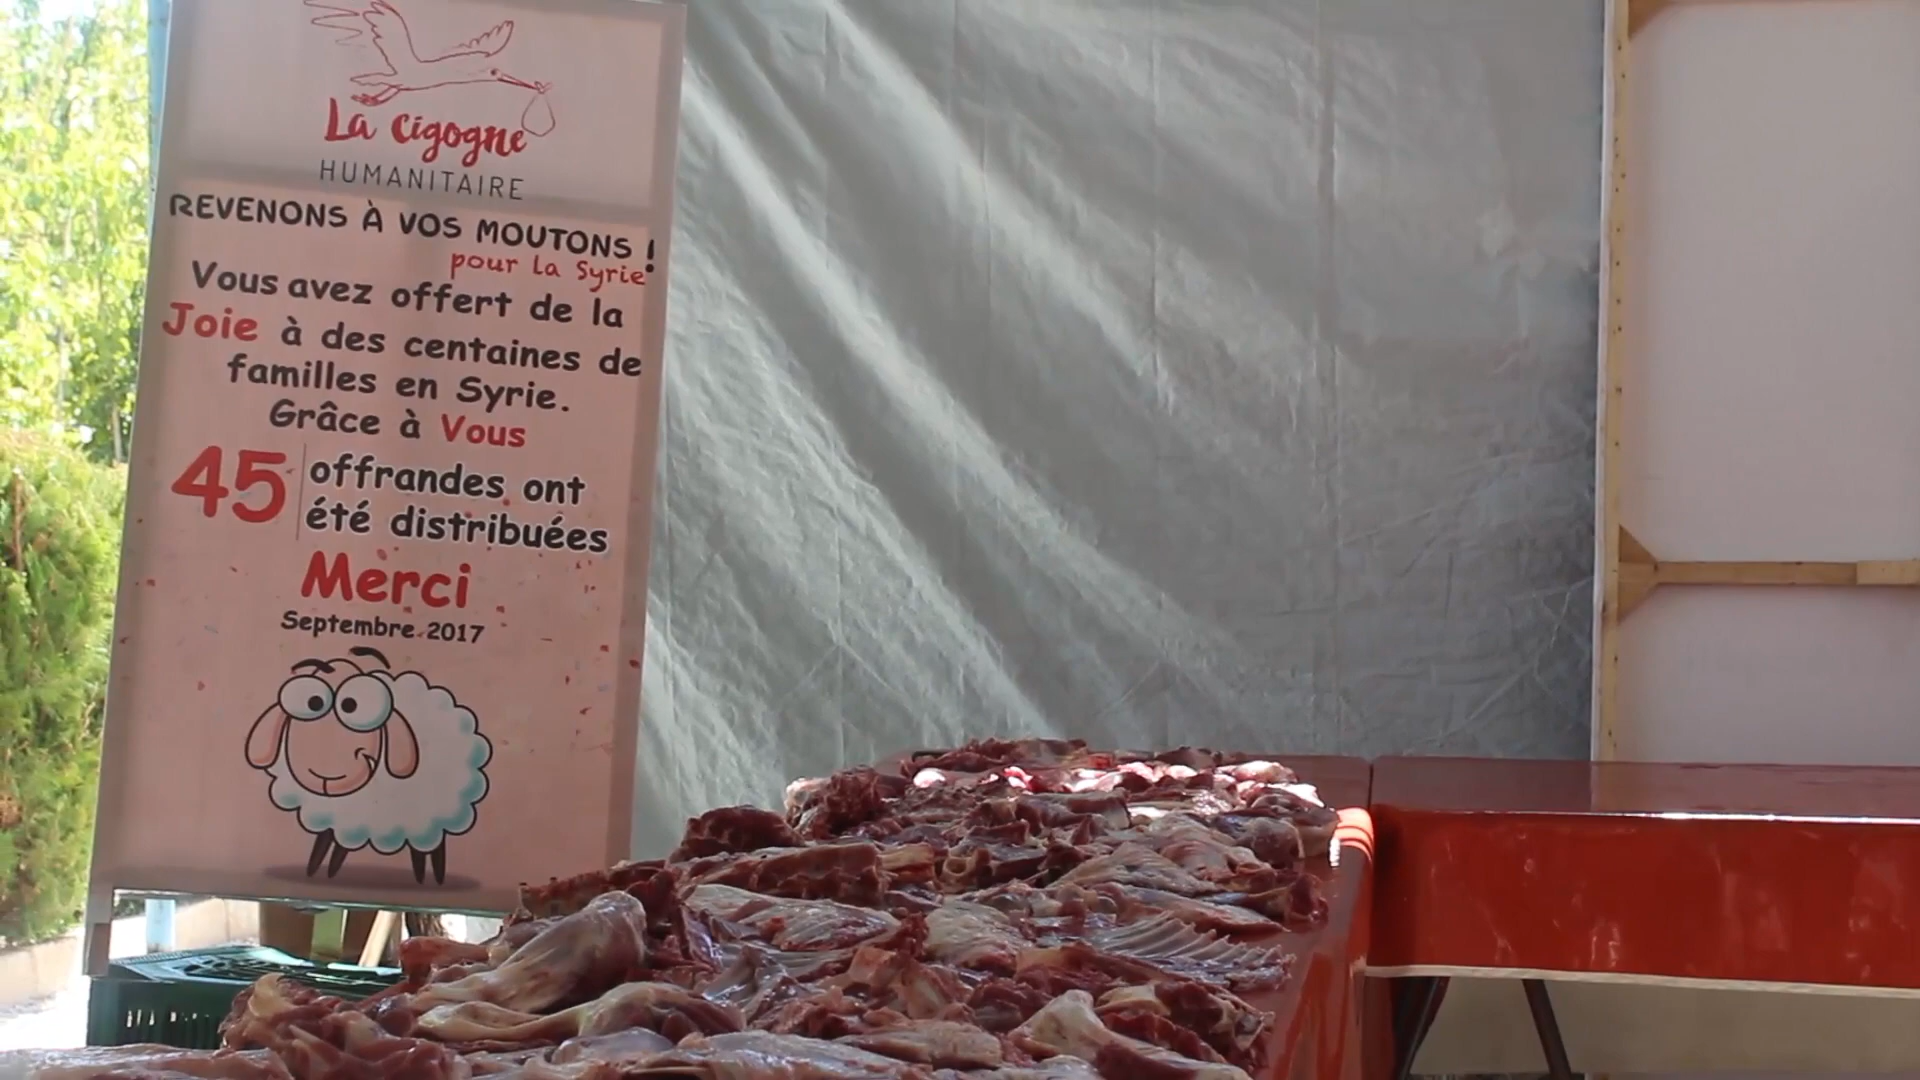 La Cigogne
HUMANITAIRE
REVENONS À VOS MOUTONS !
pour la Syrie
Vous avez offert de la
Joie à des centaines de
familles en Syrie.
Grâce à Vous
45 offrandes ont
été distribuées
Merci
Septembre 2017